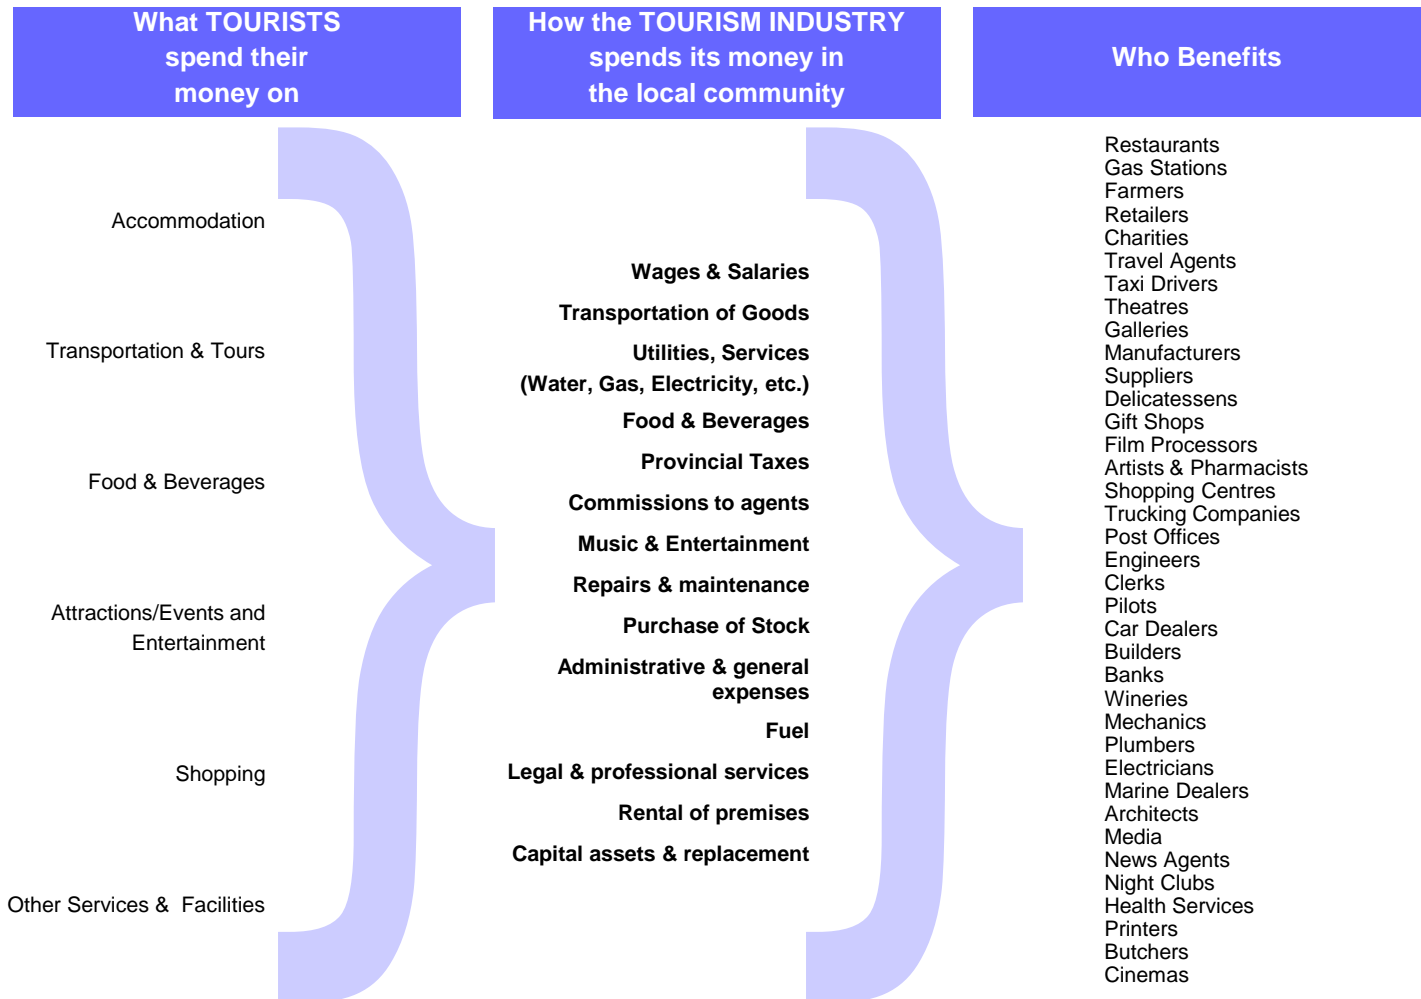 What TOURISTS
spend their
money on
How the TOURISM INDUSTRY
spends its money in
the local community
Who Benefits
Accommodation
Transportation & Tours
Food & Beverages
Attractions/Events and
Entertainment
Shopping
Other Services & Facilities
Wages & Salaries
Transportation of Goods
Utilities, Services
(Water, Gas, Electricity, etc.)
Food & Beverages
Provincial Taxes
Commissions to agents
Music & Entertainment
Repairs & maintenance
Purchase of Stock
Administrative & general
expenses
Fuel
Legal & professional services
Rental of premises
Capital assets & replacement
Restaurants
Gas Stations
Farmers
Retailers
Charities
Travel Agents
Taxi Drivers
Theatres
Galleries
Manufacturers
Suppliers
Delicatessens
Gift Shops
Film Processors
Artists & Pharmacists
Shopping Centres
Trucking Companies
Post Offices
Engineers
Clerks
Pilots
Car Dealers
Builders
Banks
Wineries
Mechanics
Plumbers
Electricians
Marine Dealers
Architects
Media
News Agents
Night Clubs
Health Services
Printers
Butchers
Cinemas